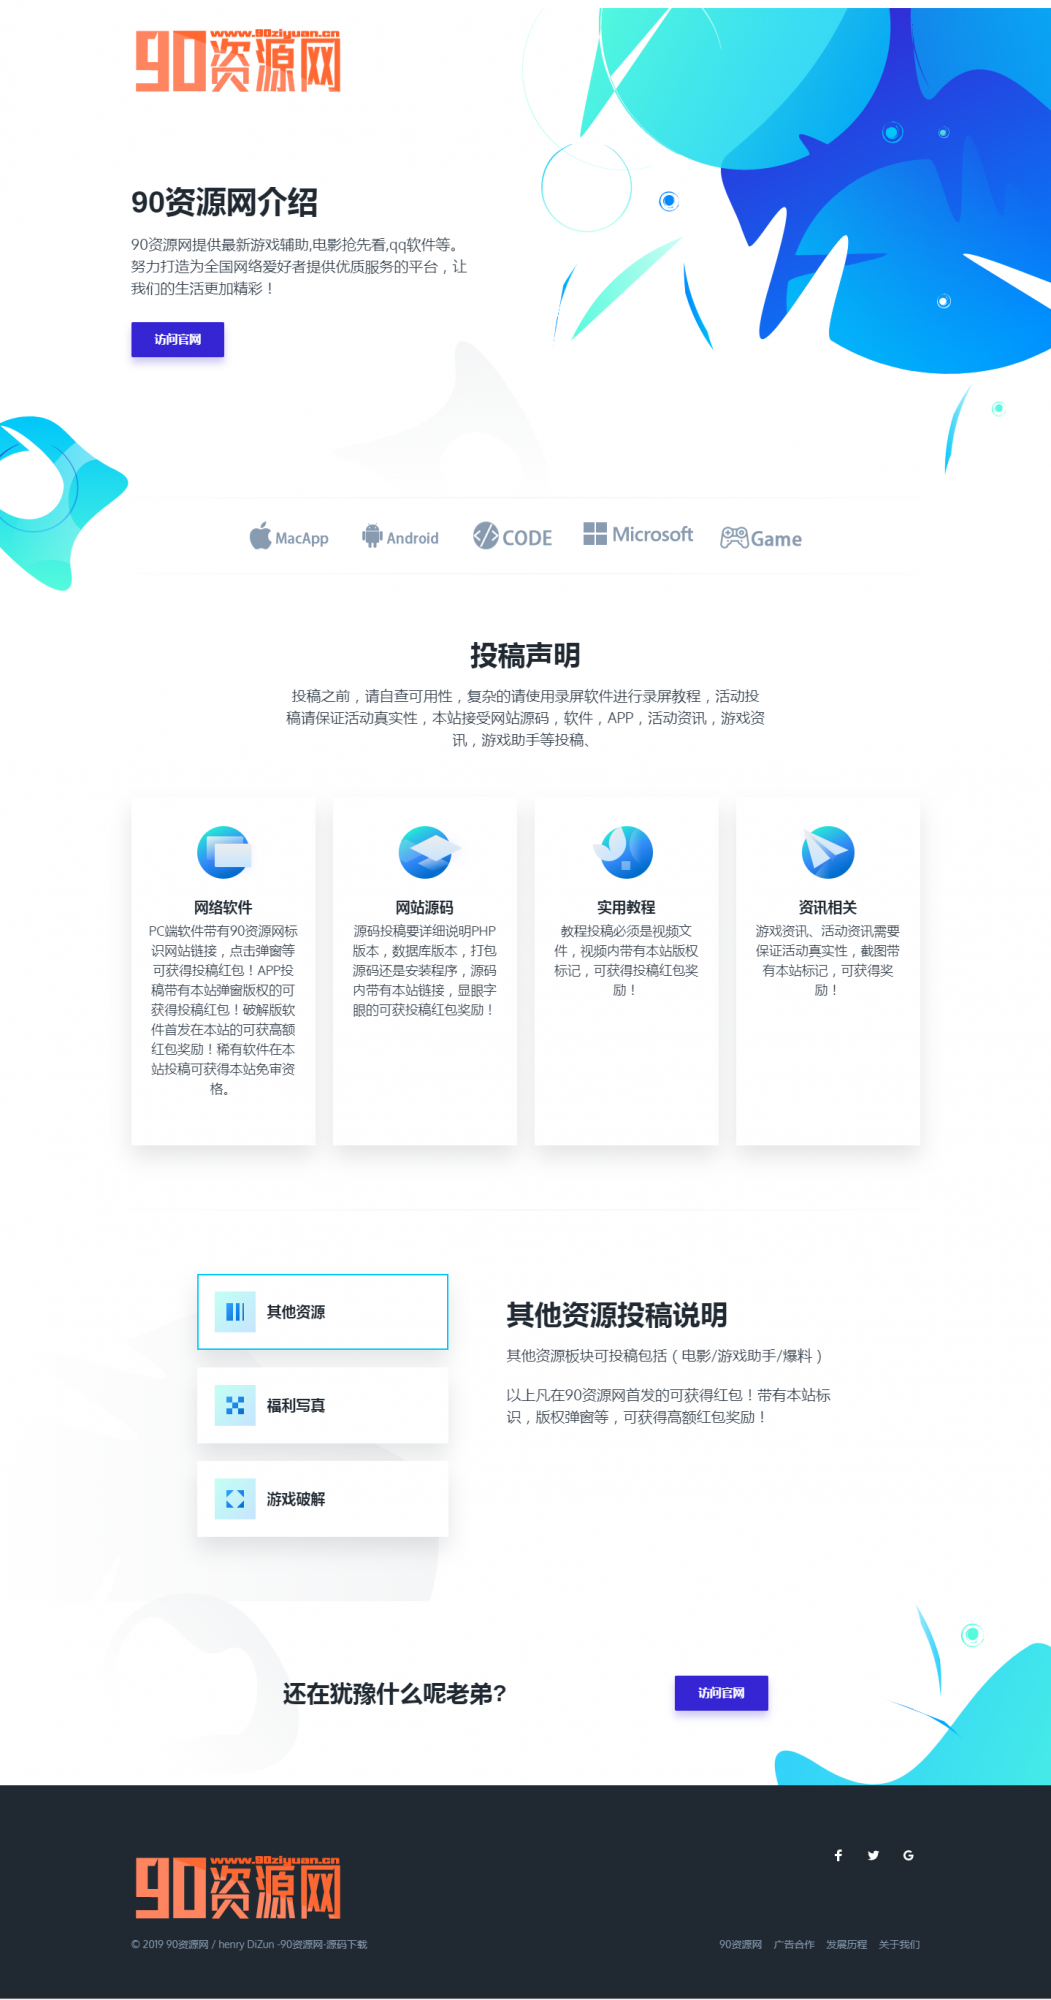 www.90ziyuan.cn
90资源网
90资源网介绍
90资源网提供最新游戏辅助,电影抢先看,qq软件等。
努力打造为全国网络爱好者提供优质服务的平台，让
我们的生活更加精彩！
访问官网
MacApp Android CODE Microsoft Game
投稿声明
投稿之前，请自查可用性，复杂的请使用录屏软件进行录屏教程，活动投
稿请保证活动真实性，本站接受网站源码，软件，APP，活动资讯，游戏资
讯，游戏助手等投稿、
网络软件
PC端软件带有90资源网标
识网站链接，点击弹窗等
可获得投稿红包！APP投
稿带有本站弹窗版权的可
获得投稿红包！破解版软
件首发在本站的可获高额
红包奖励！稀有软件在本
站投稿可获得本站免审资
格。
网站源码
源码投稿要详细说明PHP
版本，数据库版本，打包
源码还是安装程序，源码
内带有本站链接，显眼字
眼的可获投稿红包奖励！
实用教程
教程投稿必须是视频文
件，视频内带有本站版权
标记，可获得投稿红包奖
励！
资讯相关
游戏资讯、活动资讯需要
保证活动真实性，截图带
有本站标记，可获得奖
励！
其他资源
福利写真
游戏破解
其他资源投稿说明
其他资源板块可投稿包括（电影/游戏助手/爆料）
以上凡在90资源网首发的可获得红包！带有本站标
识，版权弹窗等，可获得高额红包奖励！
还在犹豫什么呢老弟?
访问官网
www.90ziyuan.cn
90资源网
© 2019 90资源网 / henry DiZun -90资源网-源码下载
90资源网 广告合作 发展历程 关于我们